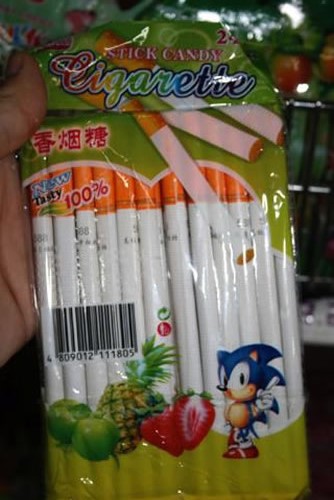 STICK CANDY
Cigarette
香烟糖
New
Tasty
100%
4 809012 111805